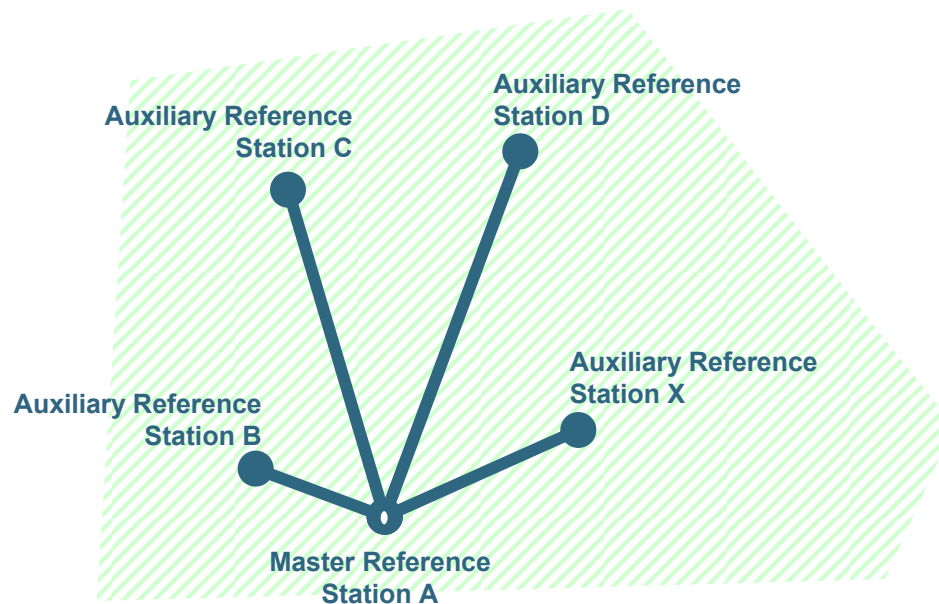 Auxiliary Reference
Station D
Auxiliary Reference
Station C
Auxiliary Reference
Station X
Auxiliary Reference
Station B
Master Reference
Station A